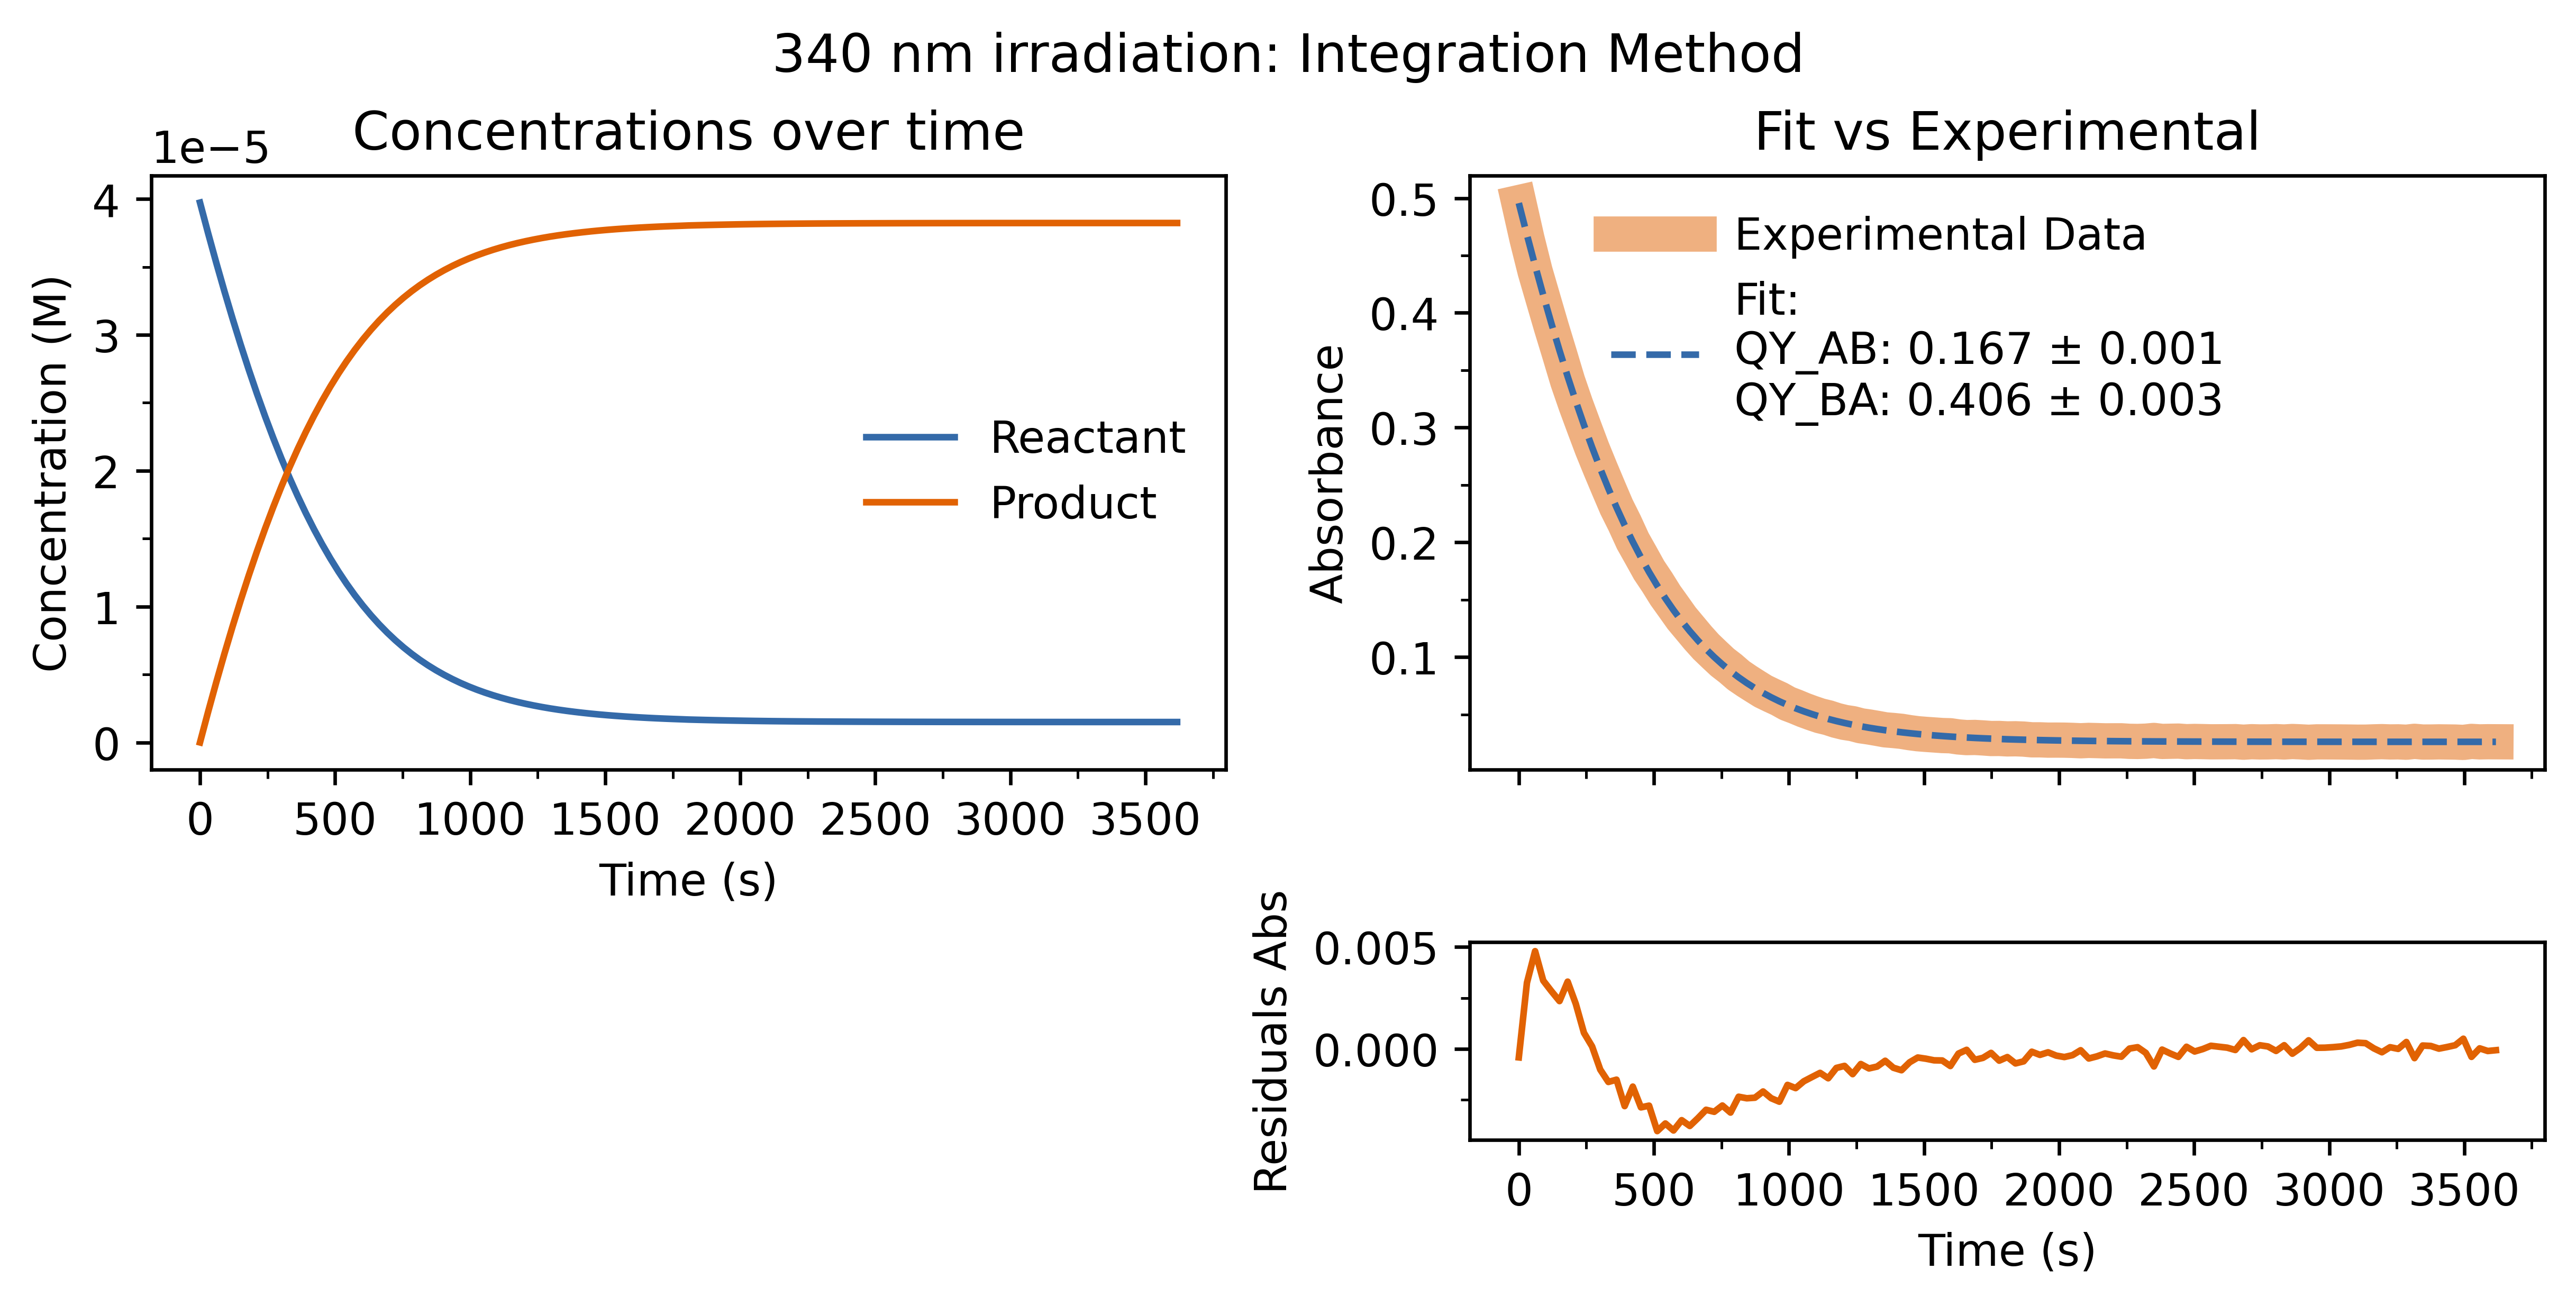 340 nm irradiation: Integration Method
Concentrations over time
1e−5
Concentration (M)
4
3
2
1
0
Reactant
Product
0 500 1000 1500 2000 2500 3000 3500
Time (s)
Fit vs Experimental
Absorbance
0.5
0.4
0.3
0.2
0.1
Experimental Data
Fit:
QY_AB: 0.167 ± 0.001
QY_BA: 0.406 ± 0.003
Residuals Abs
0.005
0.000
0 500 1000 1500 2000 2500 3000 3500
Time (s)